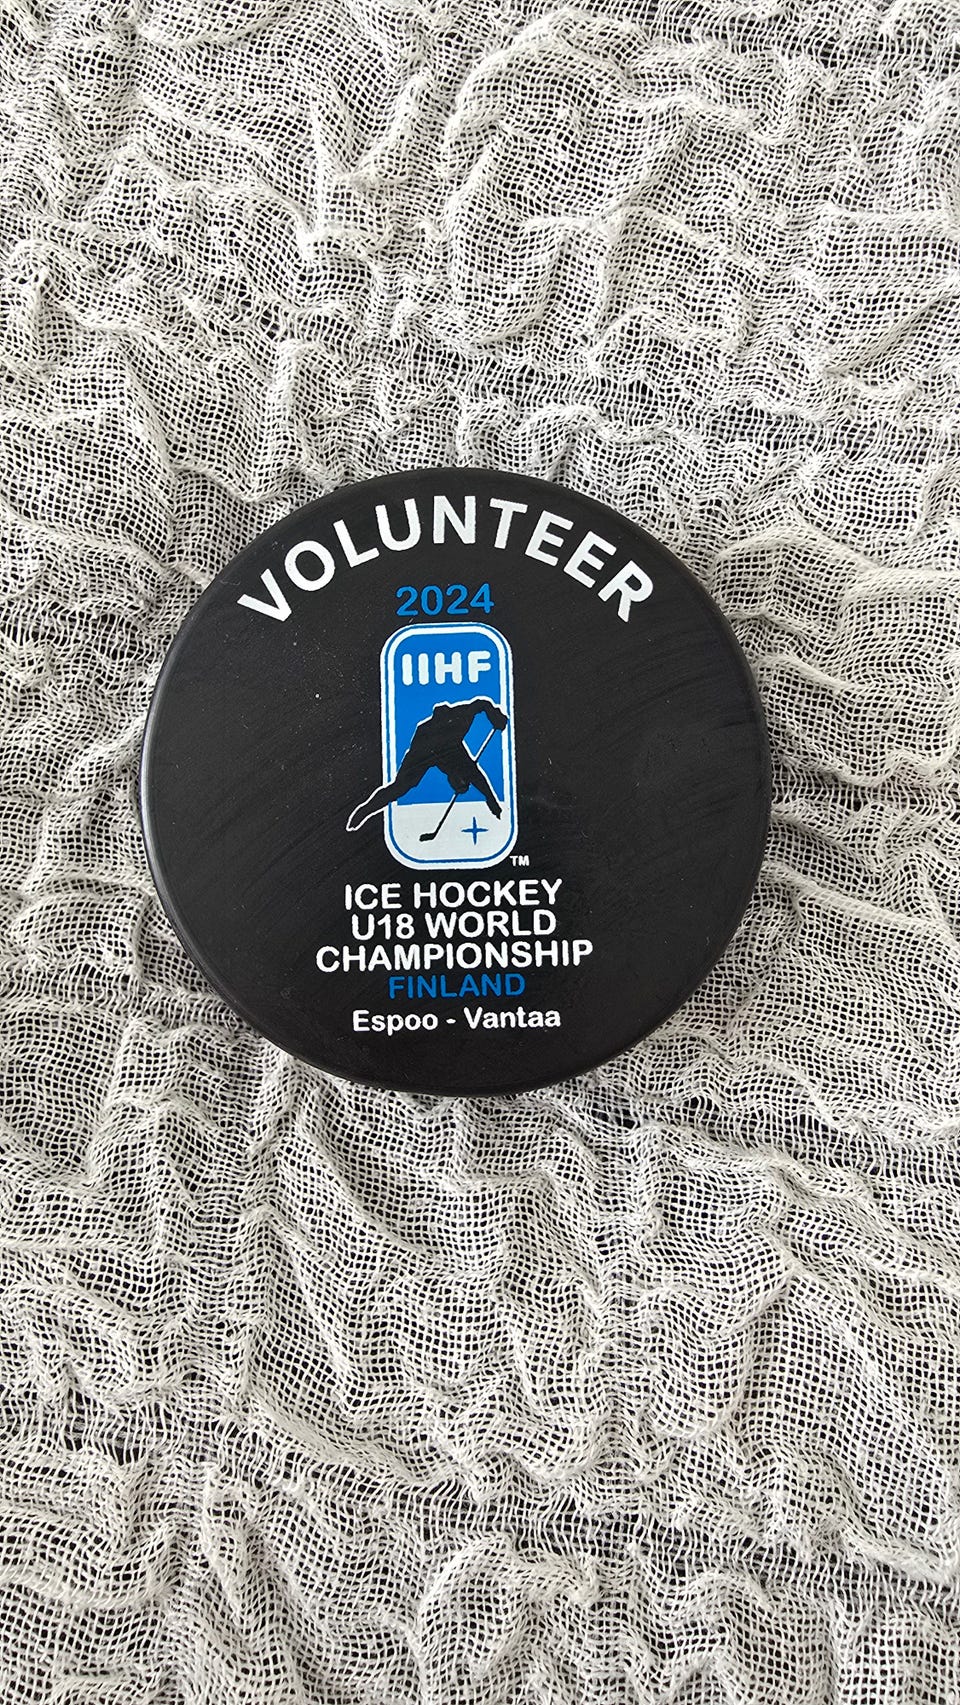 VOLUNTEER
2024
IIHF
TM
ICE HOCKEY
U18 WORLD
CHAMPIONSHIP
FINLAND
Espoo - Vantaa